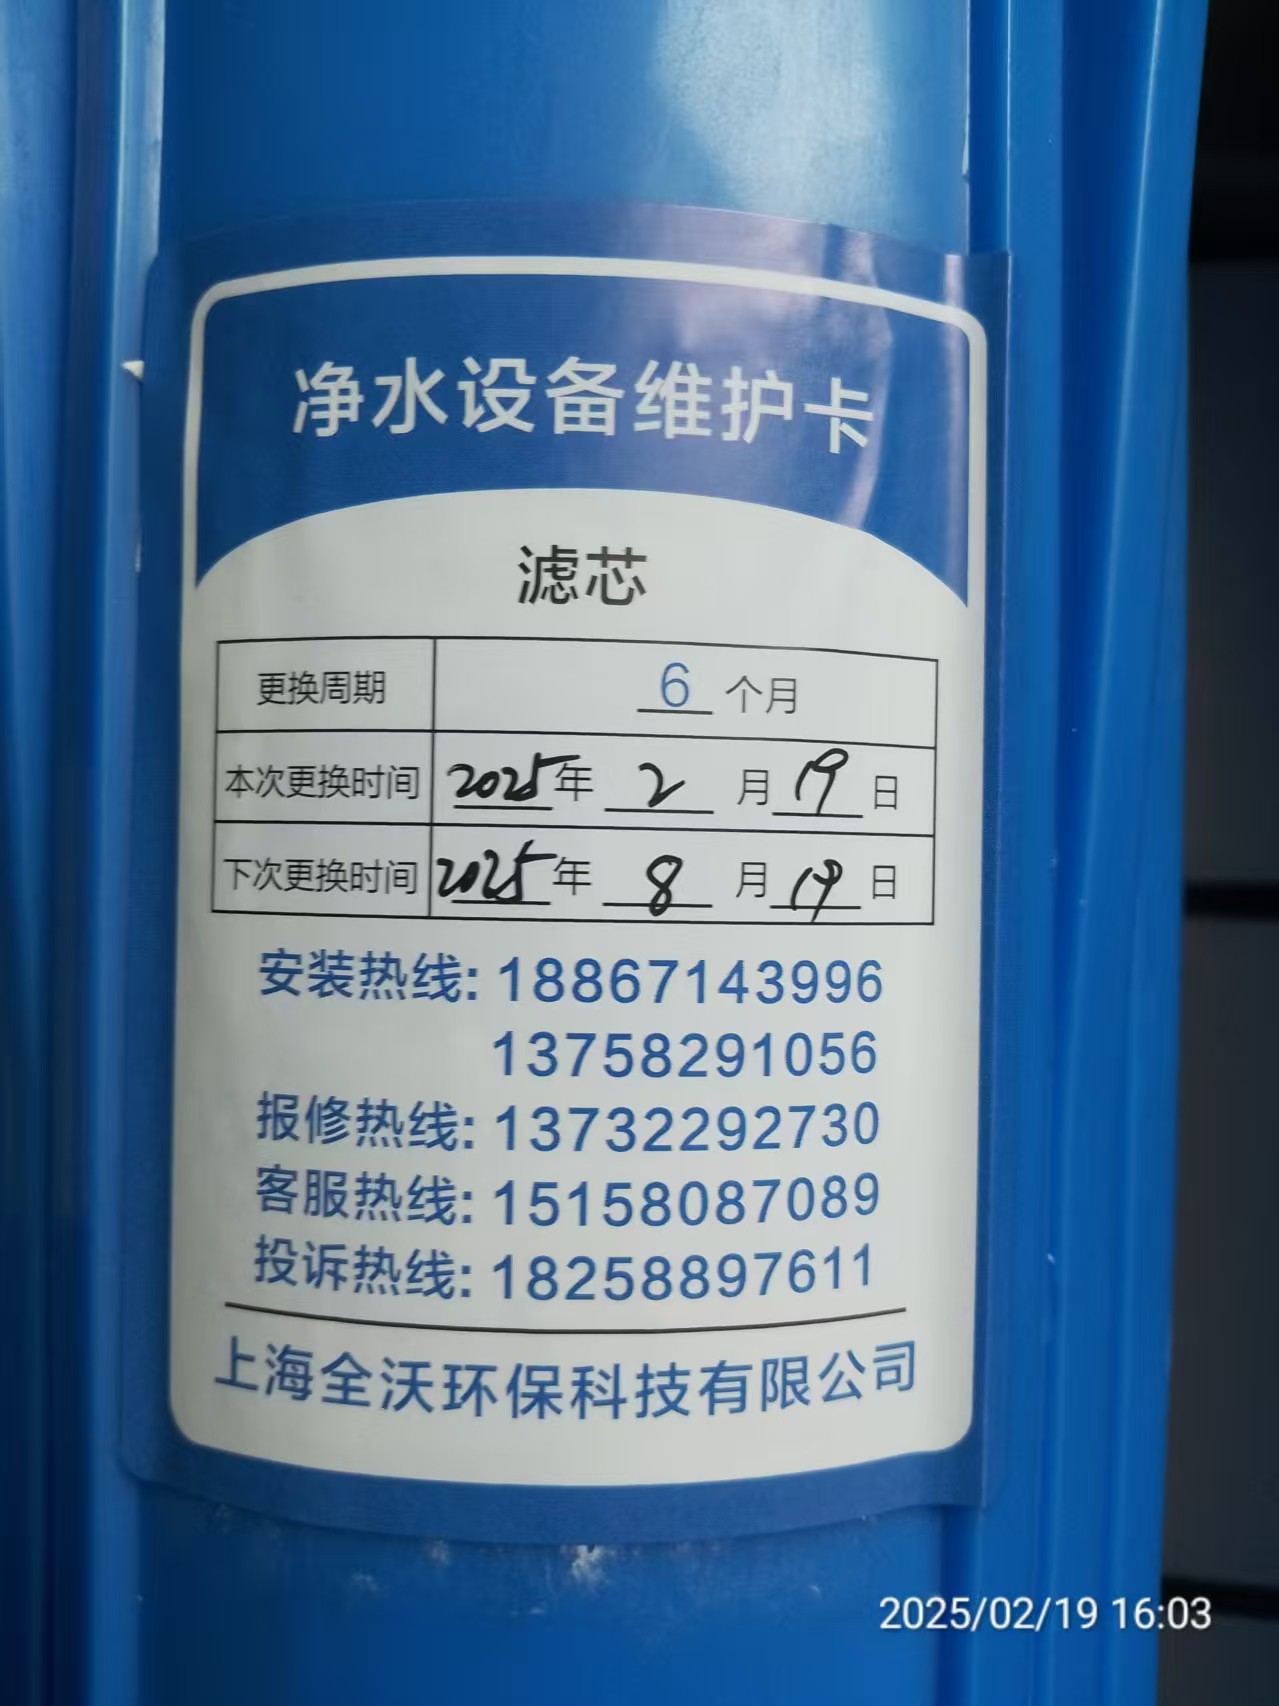 净水设备维护卡
滤芯
更换周期 6 个月
本次更换时间 2025年 2 月 19 日
下次更换时间 2025年 8 月 19 日
安装热线: 18867143996
13758291056
报修热线: 13732292730
客服热线: 15158087089
投诉热线: 18258897611
上海全沃环保科技有限公司
2025/02/19 16:03